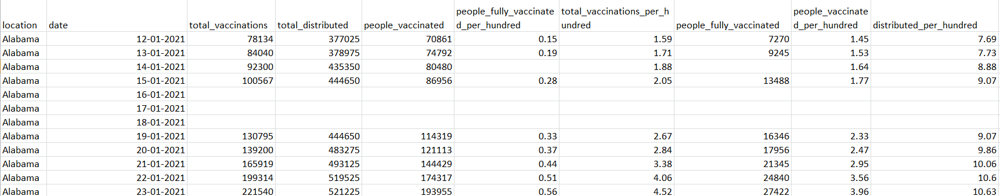 location date total_vaccinations total_distributed people_vaccinated people_fully_vaccinate d_per_hundred total_vaccinations_per_h undred people_fully_vaccinated people_vaccinate d_per_hundred distributed_per_hundred
Alabama 12-01-2021 78134 377025 70861 0.15 1.59 7270 1.45 7.69
Alabama 13-01-2021 84040 378975 74792 0.19 1.71 9245 1.53 7.73
Alabama 14-01-2021 92300 435350 80480 1.88 1.64 8.88
Alabama 15-01-2021 100567 444650 86956 0.28 2.05 13488 1.77 9.07
Alabama 16-01-2021
Alabama 17-01-2021
Alabama 18-01-2021
Alabama 19-01-2021 130795 444650 114319 0.33 2.67 16346 2.33 9.07
Alabama 20-01-2021 139200 483275 121113 0.37 2.84 17956 2.47 9.86
Alabama 21-01-2021 165919 493125 144429 0.44 3.38 21345 2.95 10.06
Alabama 22-01-2021 199314 519525 174317 0.51 4.06 24840 3.56 10.6
Alabama 23-01-2021 221540 521225 193955 0.56 4.52 27422 3.96 10.63